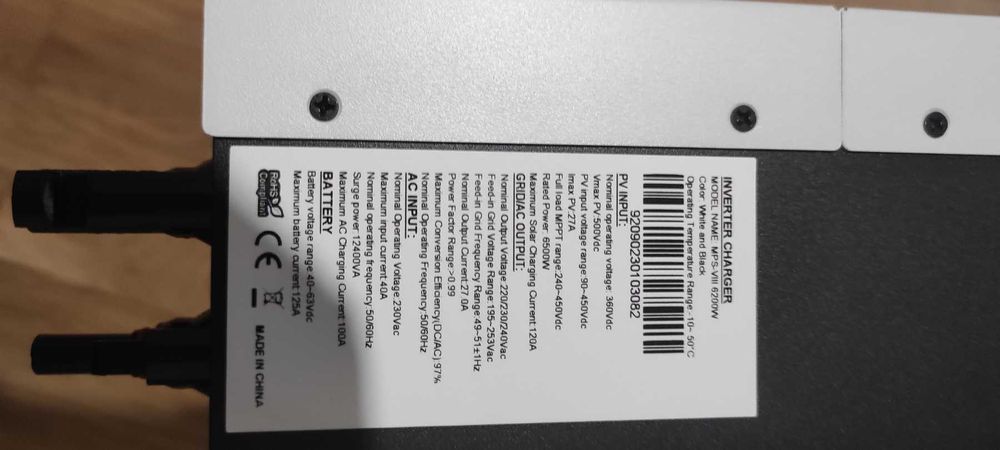 INVERTER CHARGER
MODEL NAME: MPS-VIII 6200W
Color: White and Black
Operating Temperature Range:-10~ 50°C
92090230103082
PV INPUT:
Nominal operating voltage: 360Vdc
Vmax PV:500Vdc
PV input voltage range:90~450Vdc
Imax PV:27A
Full load MPPT range:240~450Vdc
Rated Power: 6500W
Maximum Solar Charging Current:120A
GRID/AC OUTPUT:
Nominal Output Voltage:220/230/240Vac
Feed-in Grid Voltage Range:195~253Vac
Feed-in Grid Frequency Range:49~51±1Hz
Nominal Output Current:27.0A
Power Factor Range:>0.99
Maximum Conversion Efficiency(DC/AC):97%
Nominal Operating Frequency:50/60Hz
AC INPUT:
Nominal Operating Voltage:230Vac
Maximum input current:40A
Nominal operating frequency:50/60Hz
Surge power:12400VA
Maximum AC Charging Current:100A
BATTERY
Battery voltage range:40~63Vdc
Maximum battery current:125A
RoHS
Compliant
CE
MADE IN CHINA